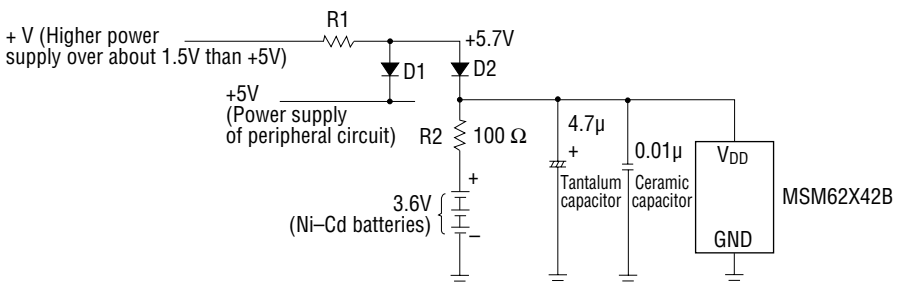 R1
+ V (Higher power
supply over about 1.5V than +5V)
+5.7V
D1
D2
+5V
(Power supply
of peripheral circuit)
R2
100 Ω
4.7µ
+
0.01µ
Tantalum
capacitor
Ceramic
capacitor
VDD
MSM62X42B
GND
+
3.6V
(Ni–Cd batteries)
–